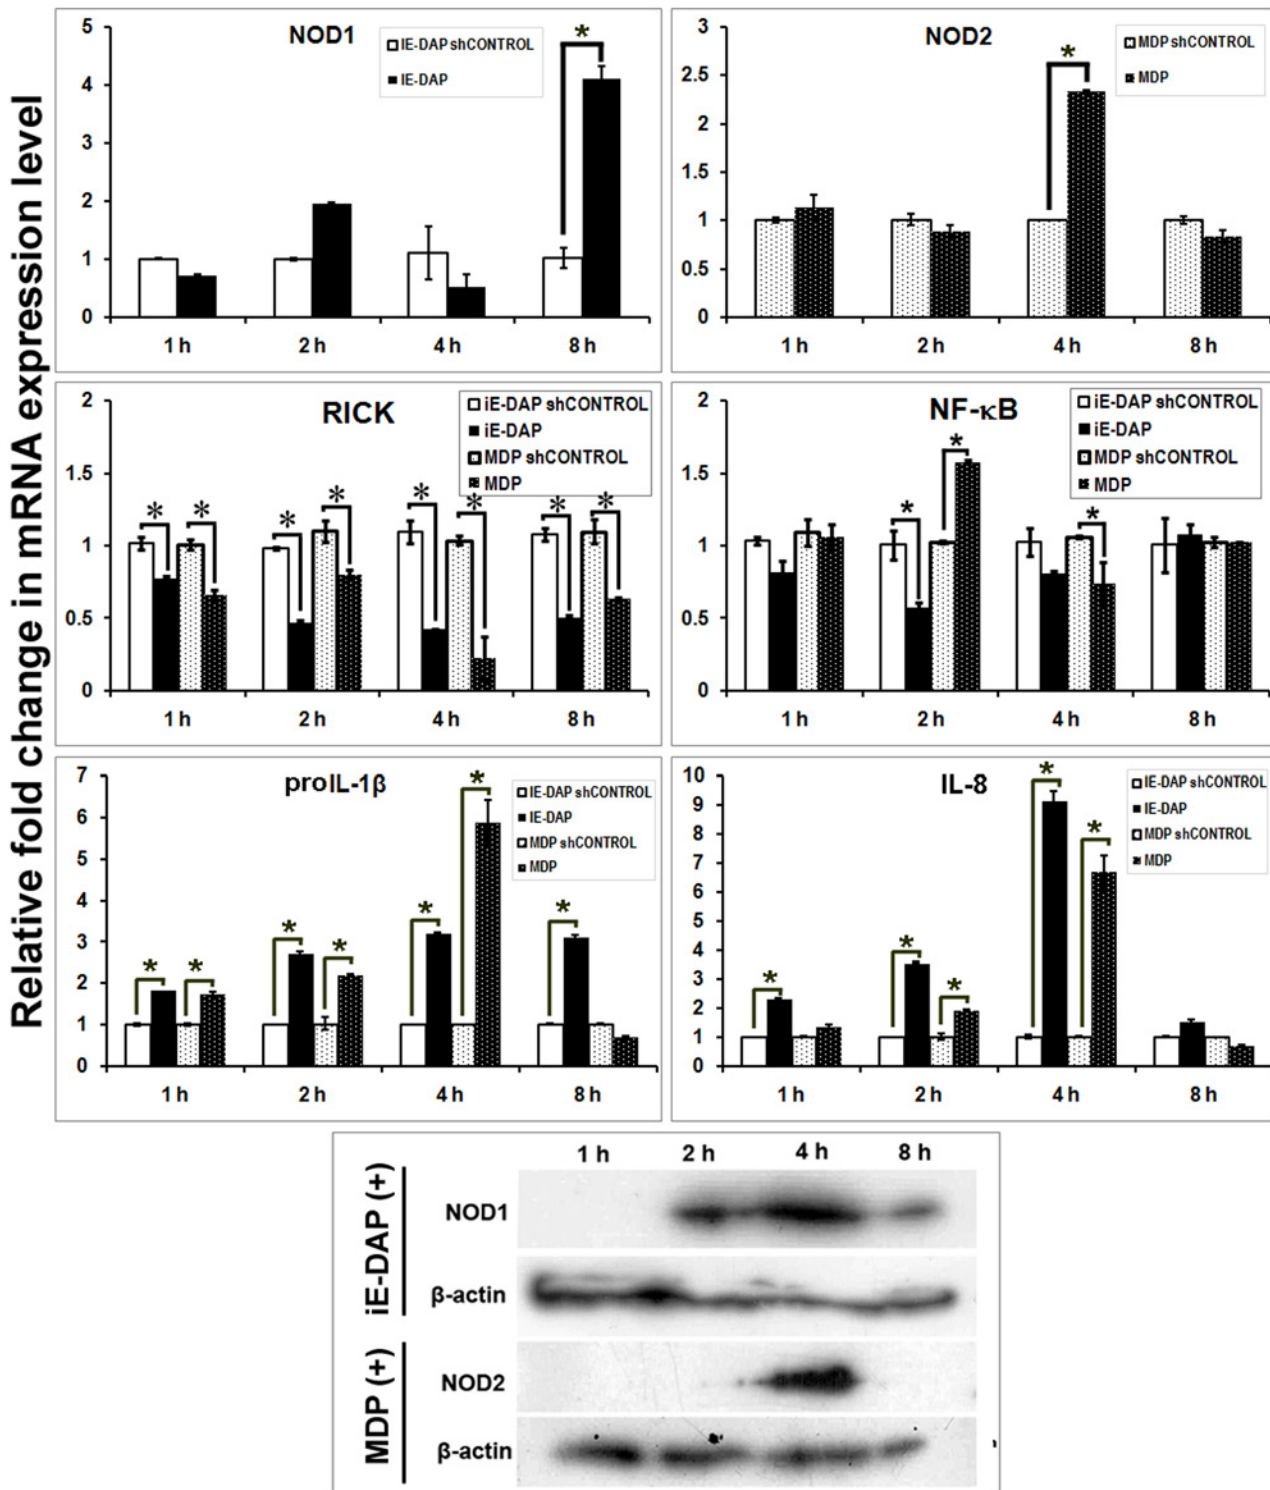 Relative fold change in mRNA expression level
NOD1
IE-DAP shCONTROL
IE-DAP
5
4
3
2
1
0
*
1 h 2 h 4 h 8 h
NOD2
MDP shCONTROL
MDP
3
2.5
2
1.5
1
0.5
0
*
1 h 2 h 4 h 8 h
RICK
iE-DAP shCONTROL
iE-DAP
MDP shCONTROL
MDP
2
1.5
1
0.5
0
* * * * * * * *
1 h 2 h 4 h 8 h
NF-κB
iE-DAP shCONTROL
iE-DAP
MDP shCONTROL
MDP
2
1.5
1
0.5
0
* * *
1 h 2 h 4 h 8 h
proIL-1β
IE-DAP shCONTROL
IE-DAP
MDP shCONTROL
MDP
7
6
5
4
3
2
1
0
* * * * * * *
1 h 2 h 4 h 8 h
IL-8
IE-DAP shCONTROL
IE-DAP
MDP shCONTROL
MDP
10
9
8
7
6
5
4
3
2
1
0
* * * * *
1 h 2 h 4 h 8 h
1 h 2 h 4 h 8 h
iE-DAP (+)
NOD1
β-actin
MDP (+)
NOD2
β-actin